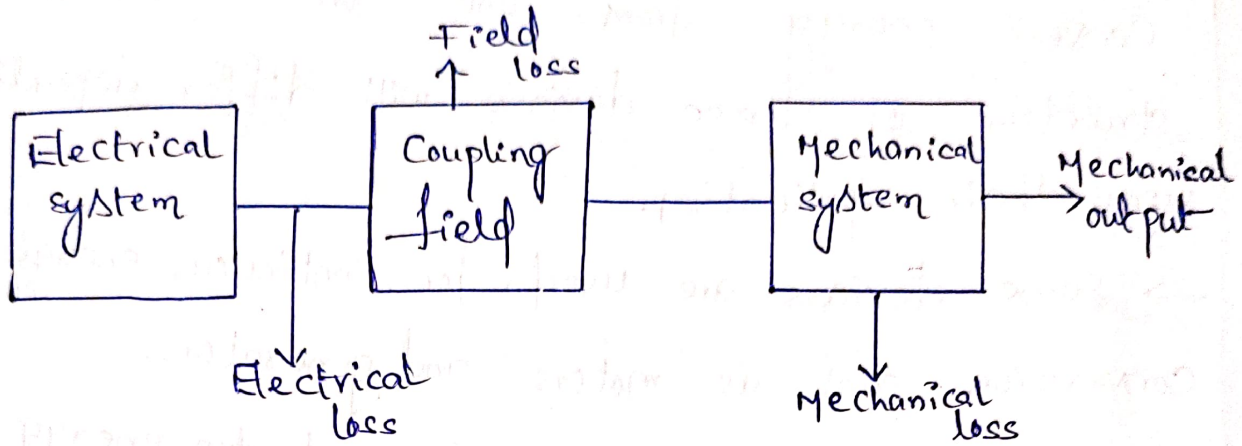 Field
loss
Electrical
system
Coupling
field
Mechanical
system
Mechanical
output
Electrical
loss
Mechanical
loss